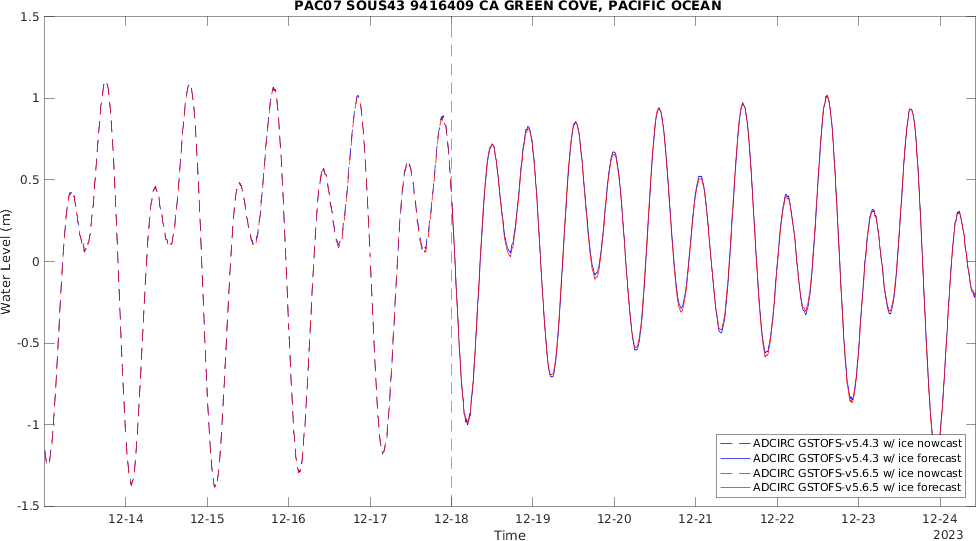 PAC07 SOUS43 9416409 CA GREEN COVE, PACIFIC OCEAN
1.5
1
0.5
0
-0.5
-1
-1.5
Water Level (m)
12-14 12-15 12-16 12-17 12-18 12-19 12-20 12-21 12-22 12-23 12-24
Time
2023
ADCIRC GSTOFS-v5.4.3 w/ ice nowcast
ADCIRC GSTOFS-v5.4.3 w/ ice forecast
ADCIRC GSTOFS-v5.6.5 w/ ice nowcast
ADCIRC GSTOFS-v5.6.5 w/ ice forecast